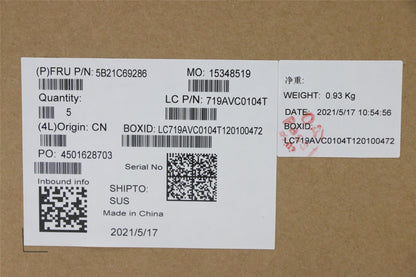 (P)FRU P/N: 5B21C69286
MO: 15348519
Quantity:
5
LC P/N: 719AVC0104T
(4L)Origin: CN
BOXID: LC719AVC0104T120100472
PO: 4501628703
Serial No
Inbound info
SHIPTO:
SUS
Made in China
2021/5/17
净重:
WEIGHT: 0.93 Kg
DATE: 2021/5/17 10:54:56
BOXID:
LC719AVC0104T120100472